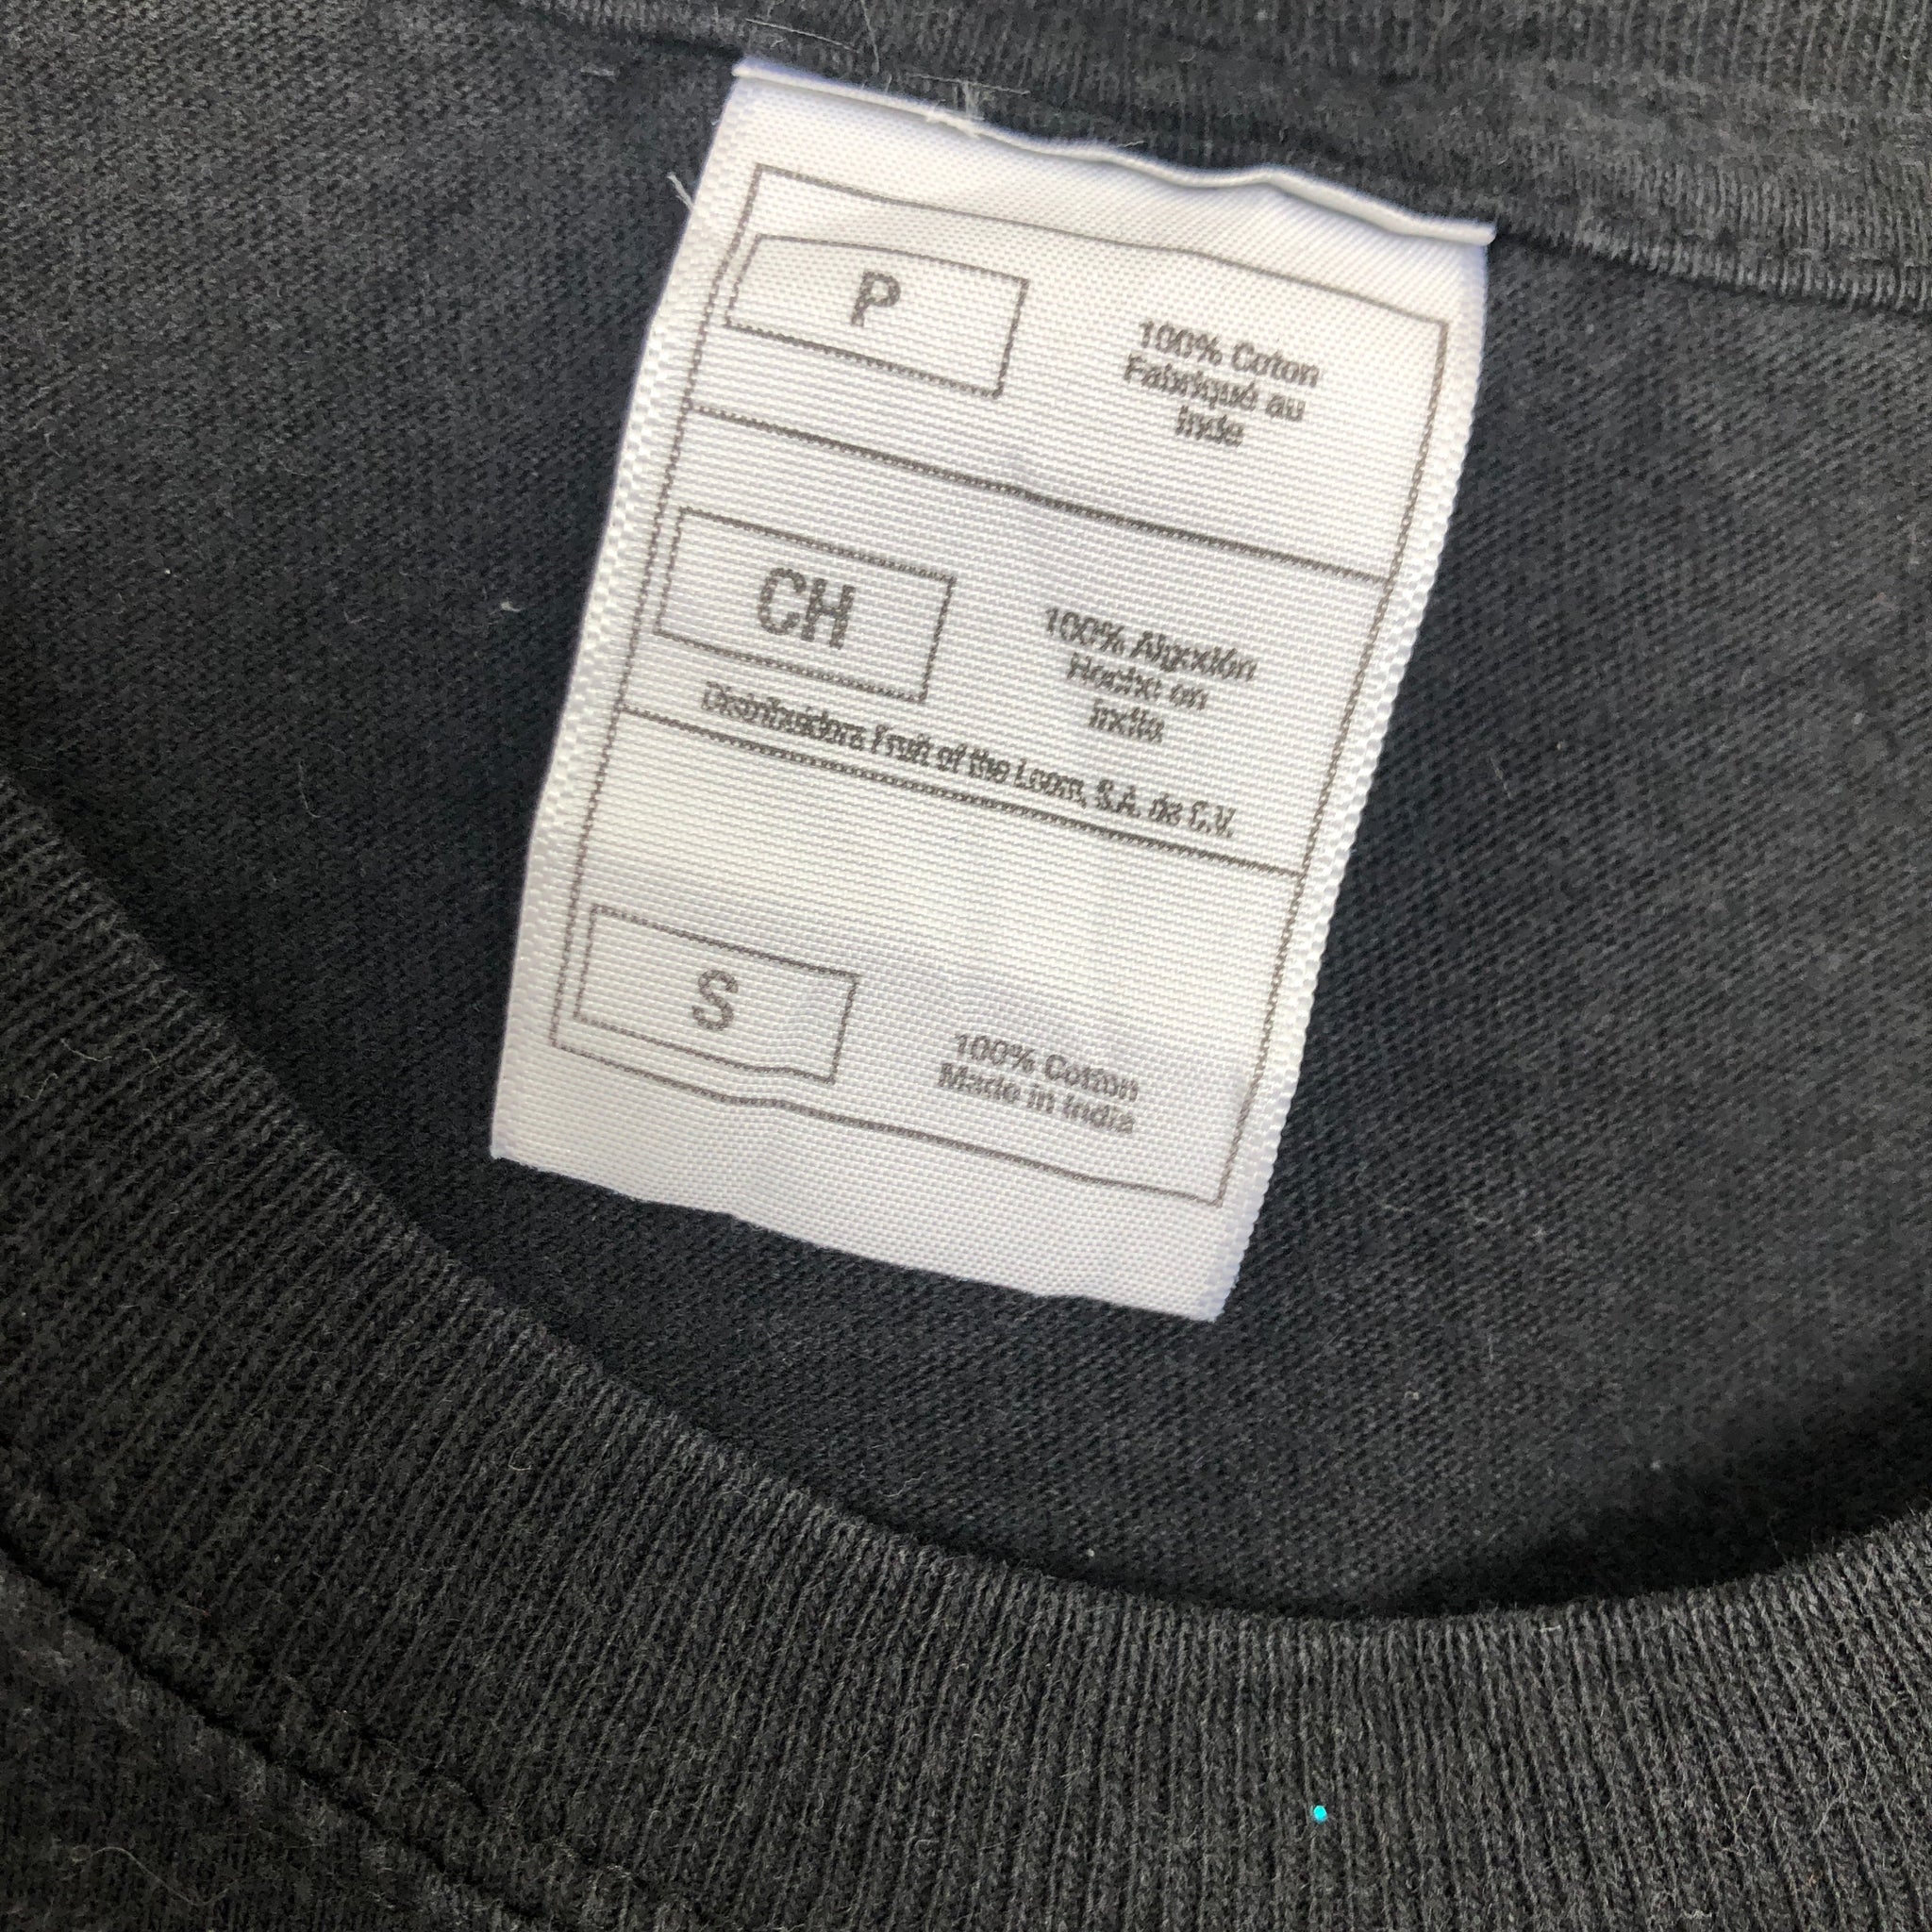 P
100% Coton
Fabriqué au
Inde
CH
100% Algodón
Hecho en
India
Distribuidora Fruit of the Loom, S.A. de C.V.
S
100% Cotton
Made in India